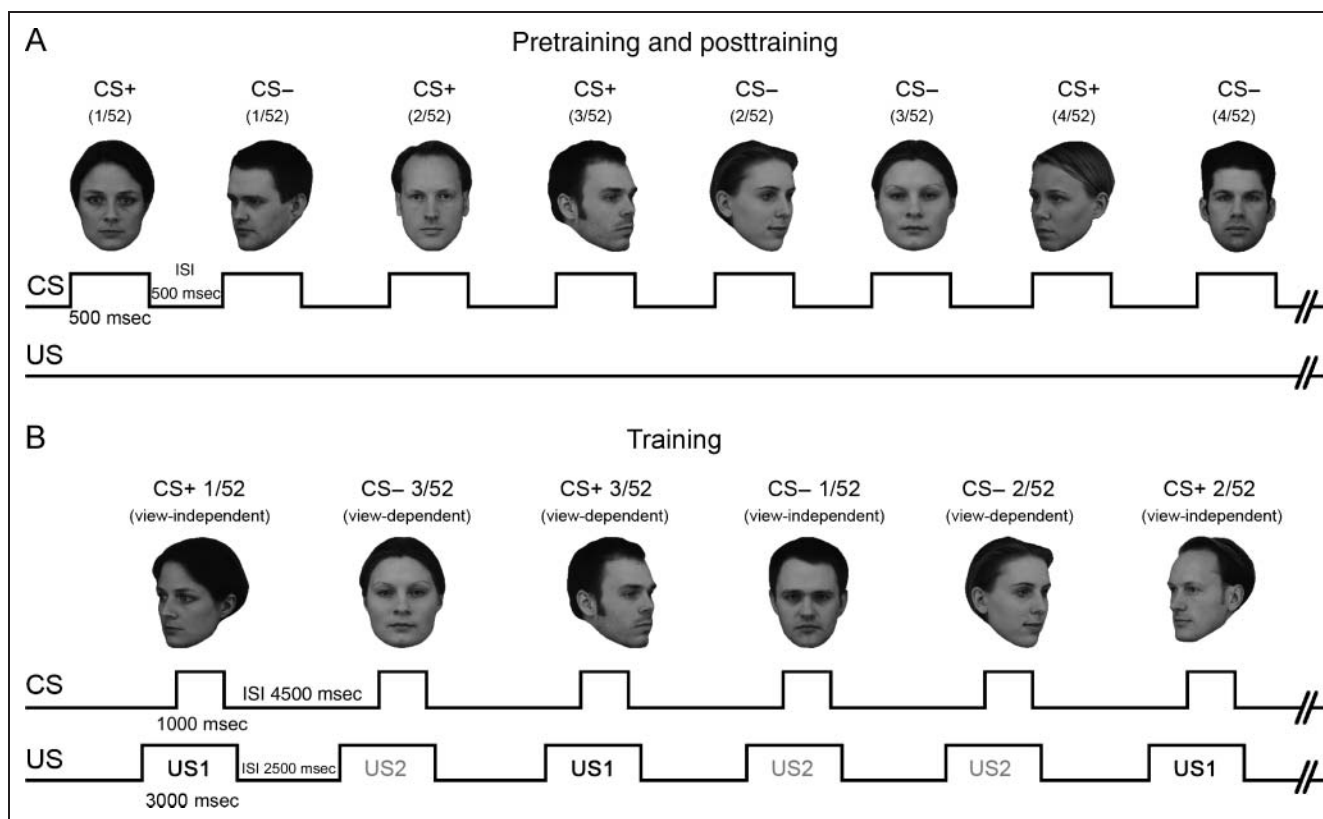 A
Pretraining and posttraining
CS+ CS– CS+ CS+ CS– CS– CS+ CS–
(1/52) (1/52) (2/52) (3/52) (2/52) (3/52) (4/52) (4/52)
ISI
CS 500 msec
500 msec
US
B
Training
CS+ 1/52 CS– 3/52 CS+ 3/52 CS– 1/52 CS– 2/52 CS+ 2/52
(view-independent) (view-dependent) (view-dependent) (view-independent) (view-dependent) (view-independent)
CS ISI 4500 msec
1000 msec
US US1 ISI 2500 msec US2 US1 US2 US2 US1
3000 msec